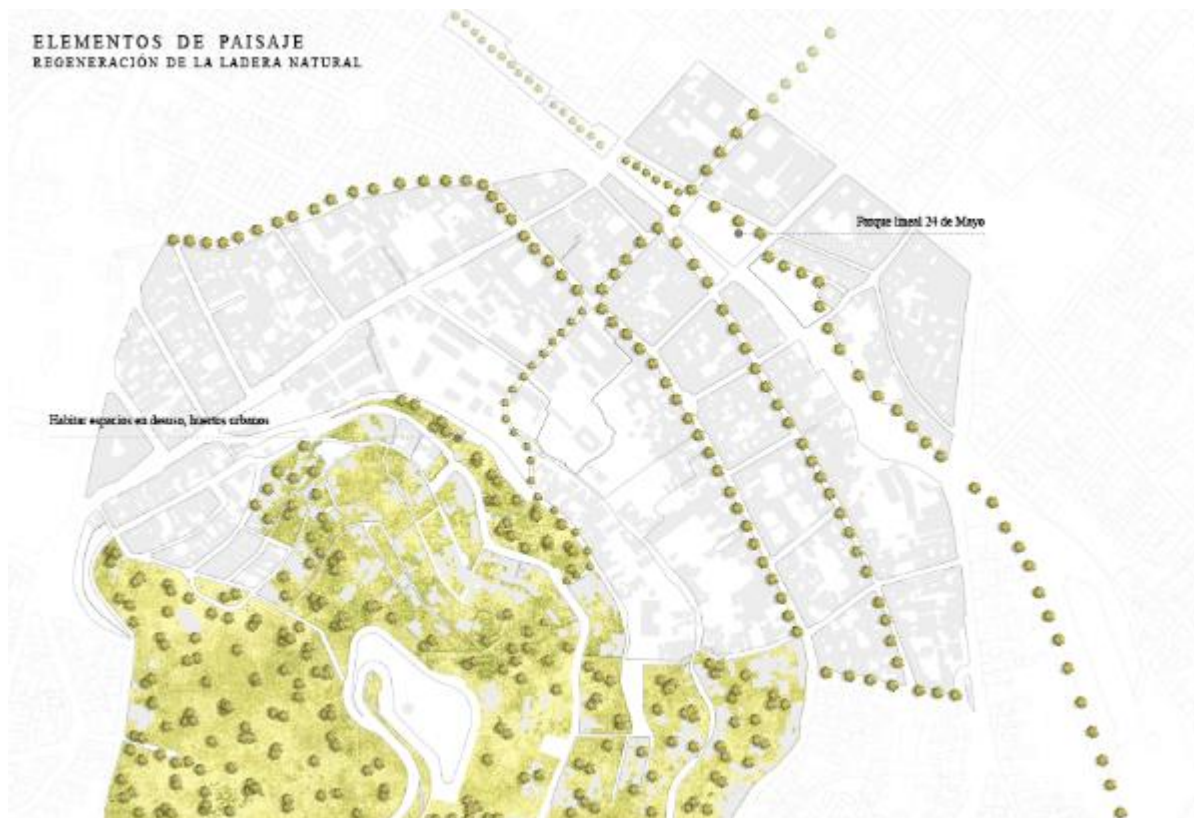 ELEMENTOS DE PAISAJE
REGENERACIÓN DE LA LADERA NATURAL
Parque lineal 24 de Mayo
Habitar espacios en desuso, huertos urbanos